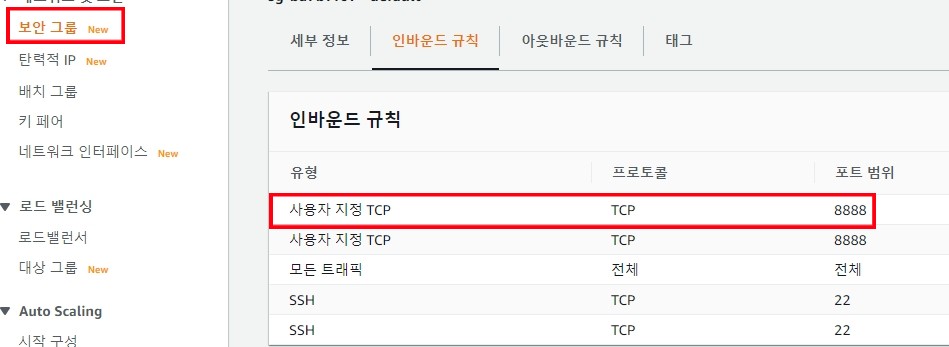 보안 그룹 New
탄력적 IP New
배치 그룹
키 페어
네트워크 인터페이스 New
로드 밸런싱
로드밸런서
대상 그룹 New
Auto Scaling
시작 구성
세부 정보 인바운드 규칙 아웃바운드 규칙 태그
인바운드 규칙
유형 프로토콜 포트 범위
사용자 지정 TCP TCP 8888
사용자 지정 TCP TCP 8888
모든 트래픽 전체 전체
SSH TCP 22
SSH TCP 22